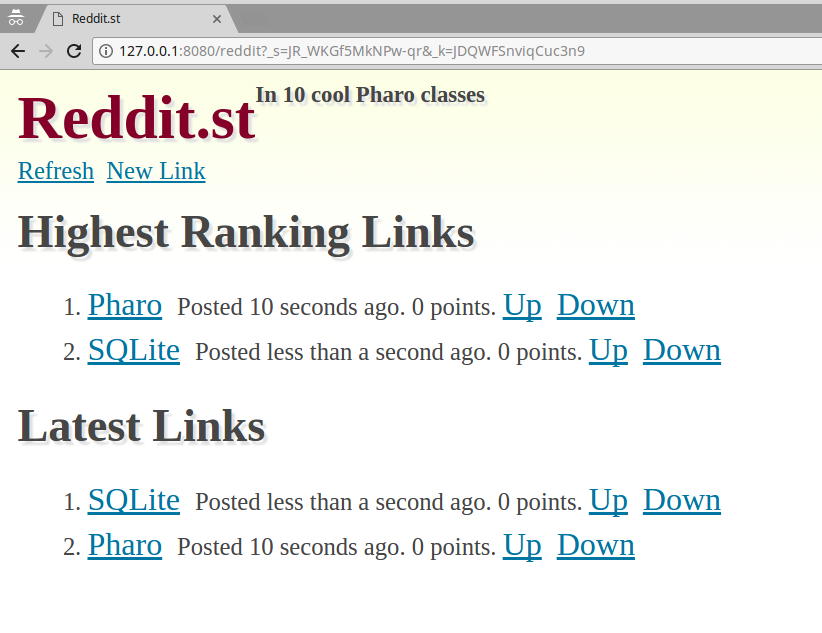 Reddit.st
127.0.0.1:8080/reddit?_s=JR_WKGf5MkNPw-qr&_k=JDQWFSnviqCuc3n9
Reddit.st In 10 cool Pharo classes
Refresh New Link
Highest Ranking Links
1. Pharo Posted 10 seconds ago. 0 points. Up Down
2. SQLite Posted less than a second ago. 0 points. Up Down
Latest Links
1. SQLite Posted less than a second ago. 0 points. Up Down
2. Pharo Posted 10 seconds ago. 0 points. Up Down